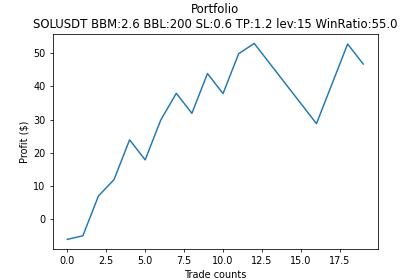 Portfolio
SOLUSDT BBM:2.6 BBL:200 SL:0.6 TP:1.2 lev:15 WinRatio:55.0
Profit ($)
50
40
30
20
10
0
0.0 2.5 5.0 7.5 10.0 12.5 15.0 17.5
Trade counts